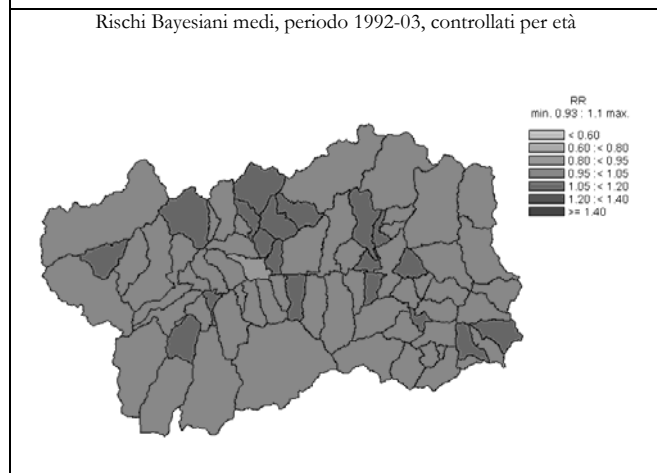 Rischi Bayesiani medi, periodo 1992-03, controllati per età
RR
min. 0.93 : 1.1 max.
< 0.60
0.60 :< 0.80
0.80 :< 0.95
0.95 :< 1.05
1.05 :< 1.20
1.20 :< 1.40
>= 1.40